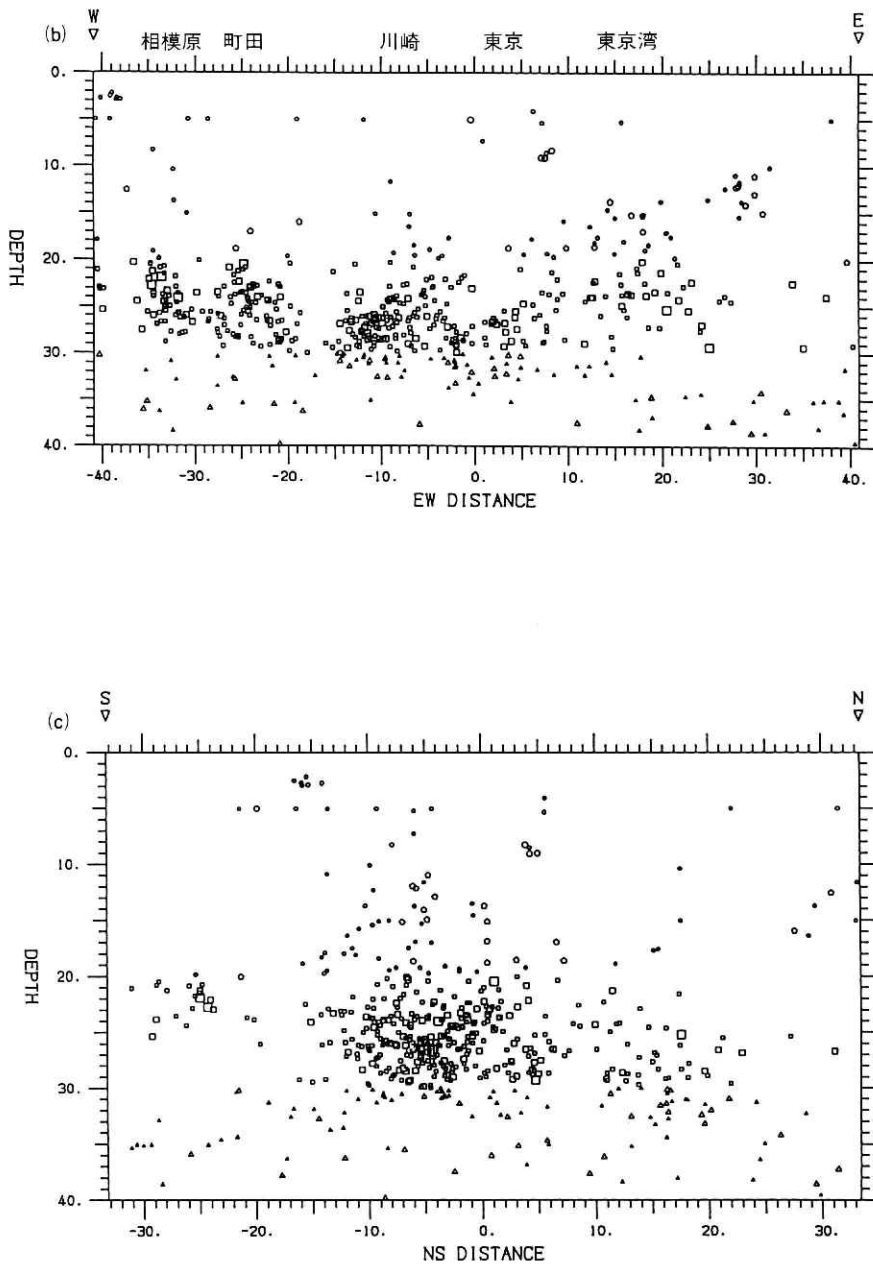 (b)
W
E
相模原 町田 川崎 東京 東京湾
0.
10.
20.
30.
40.
DEPTH
-40. -30. -20. -10. 0. 10. 20. 30. 40.
EW DISTANCE
(c)
S
N
0.
10.
20.
30.
40.
DEPTH
-30. -20. -10. 0. 10. 20. 30.
NS DISTANCE